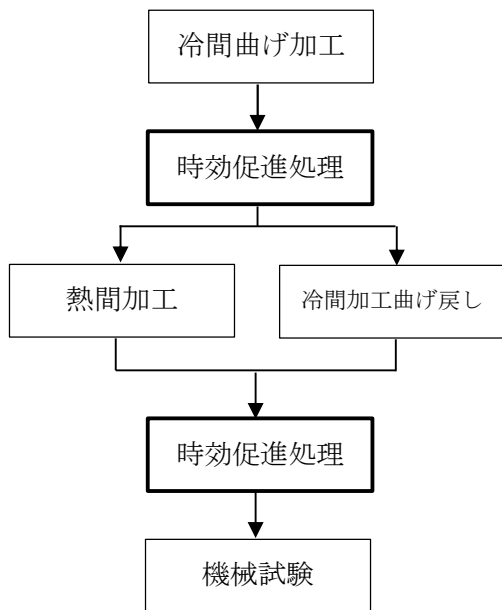 冷間曲げ加工
時効促進処理
熱間加工
冷間加工曲げ戻し
時効促進処理
機械試験